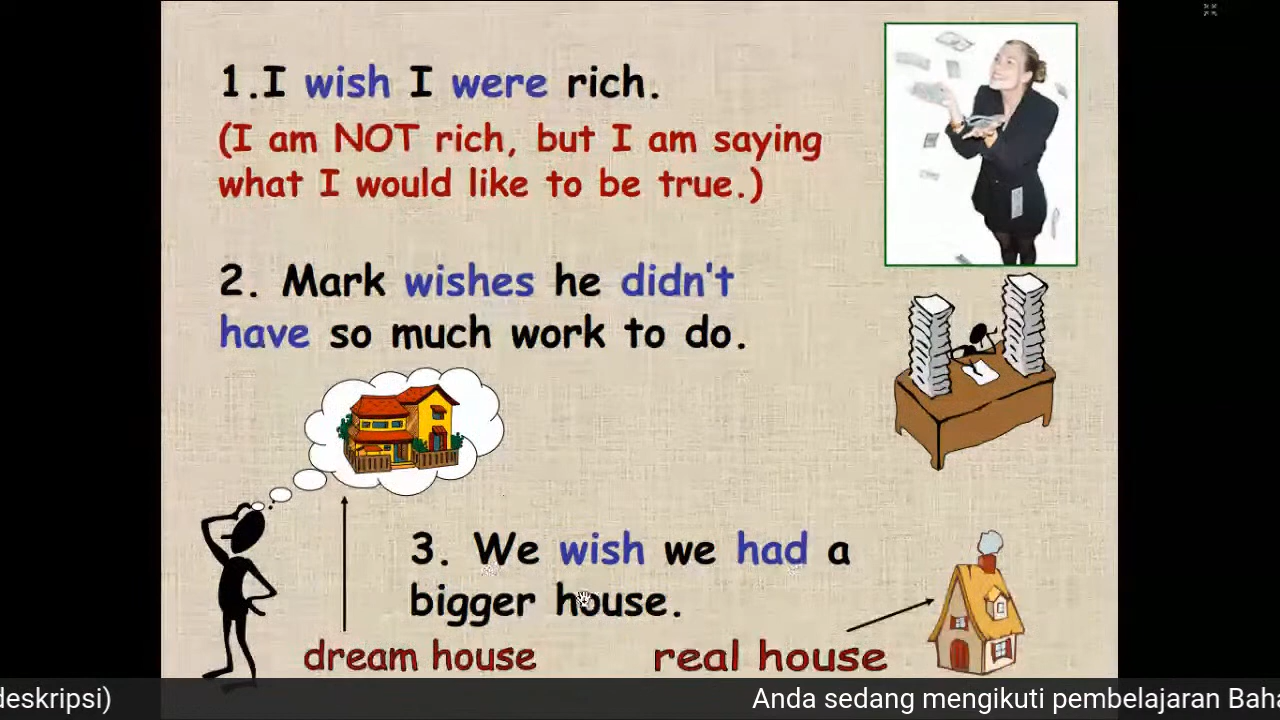 1.I wish I were rich.
(I am NOT rich, but I am saying
what I would like to be true.)
2. Mark wishes he didn't
have so much work to do.
3. We wish we had a
bigger house.
dream house
real house
deskripsi)
Anda sedang mengikuti pembelajaran